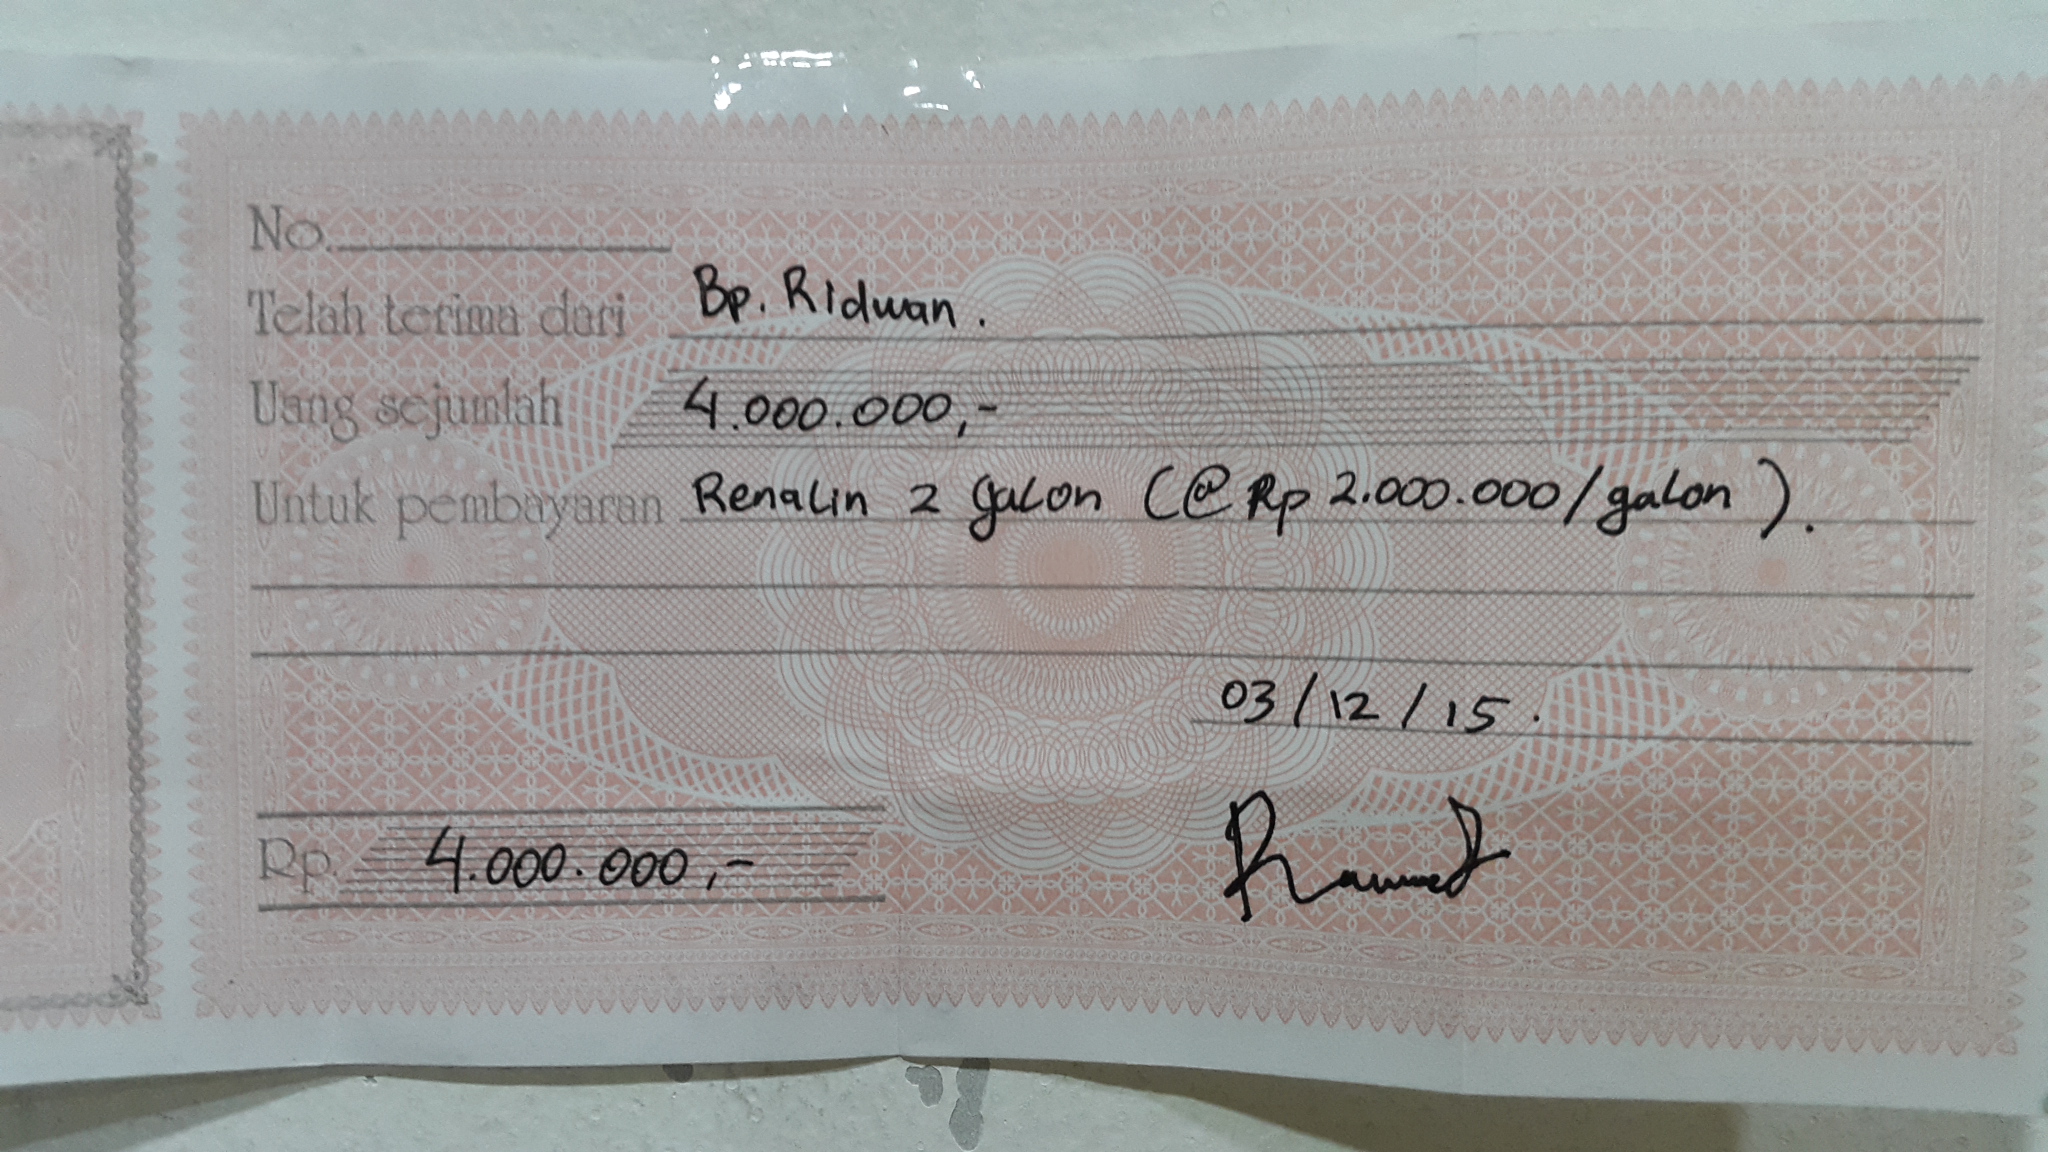 No.
Telah terima dari Bp. Ridwan.
Uang sejumlah 4.000.000,-
Untuk pembayaran Renalin 2 galon (@ Rp 2.000.000/galon).
03/12/15.
Rp. 4.000.000,-